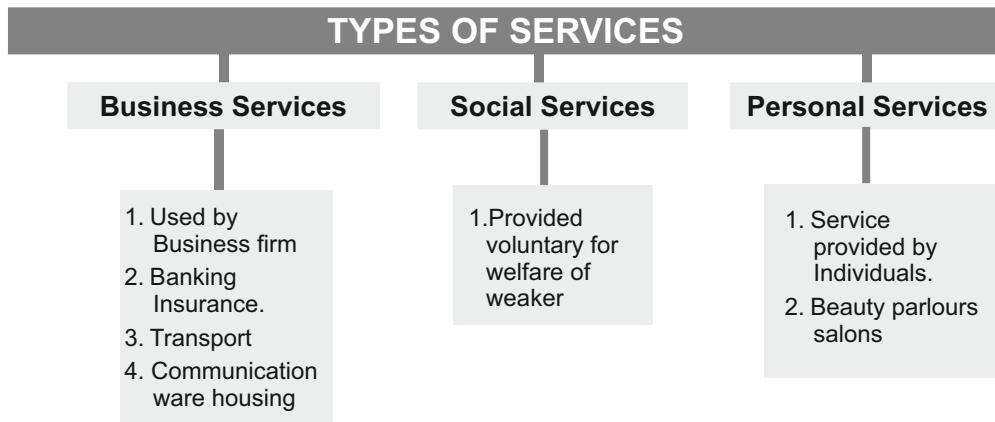 TYPES OF SERVICES
Business Services
Social Services
Personal Services
1. Used by
Business firm
2. Banking
Insurance.
3. Transport
4. Communication
ware housing
1.Provided
voluntary for
welfare of
weaker
1. Service
provided by
Individuals.
2. Beauty parlours
salons